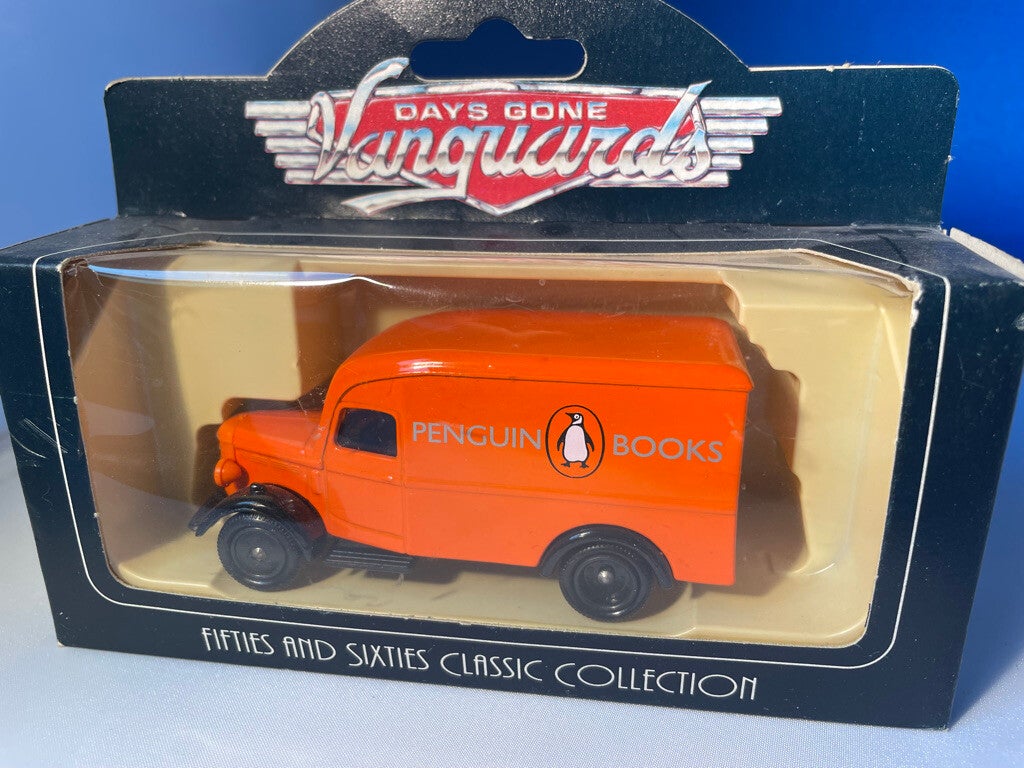 DAYS GONE
Vanguards
PENGUIN BOOKS
FIFTIES AND SIXTIES CLASSIC COLLECTION